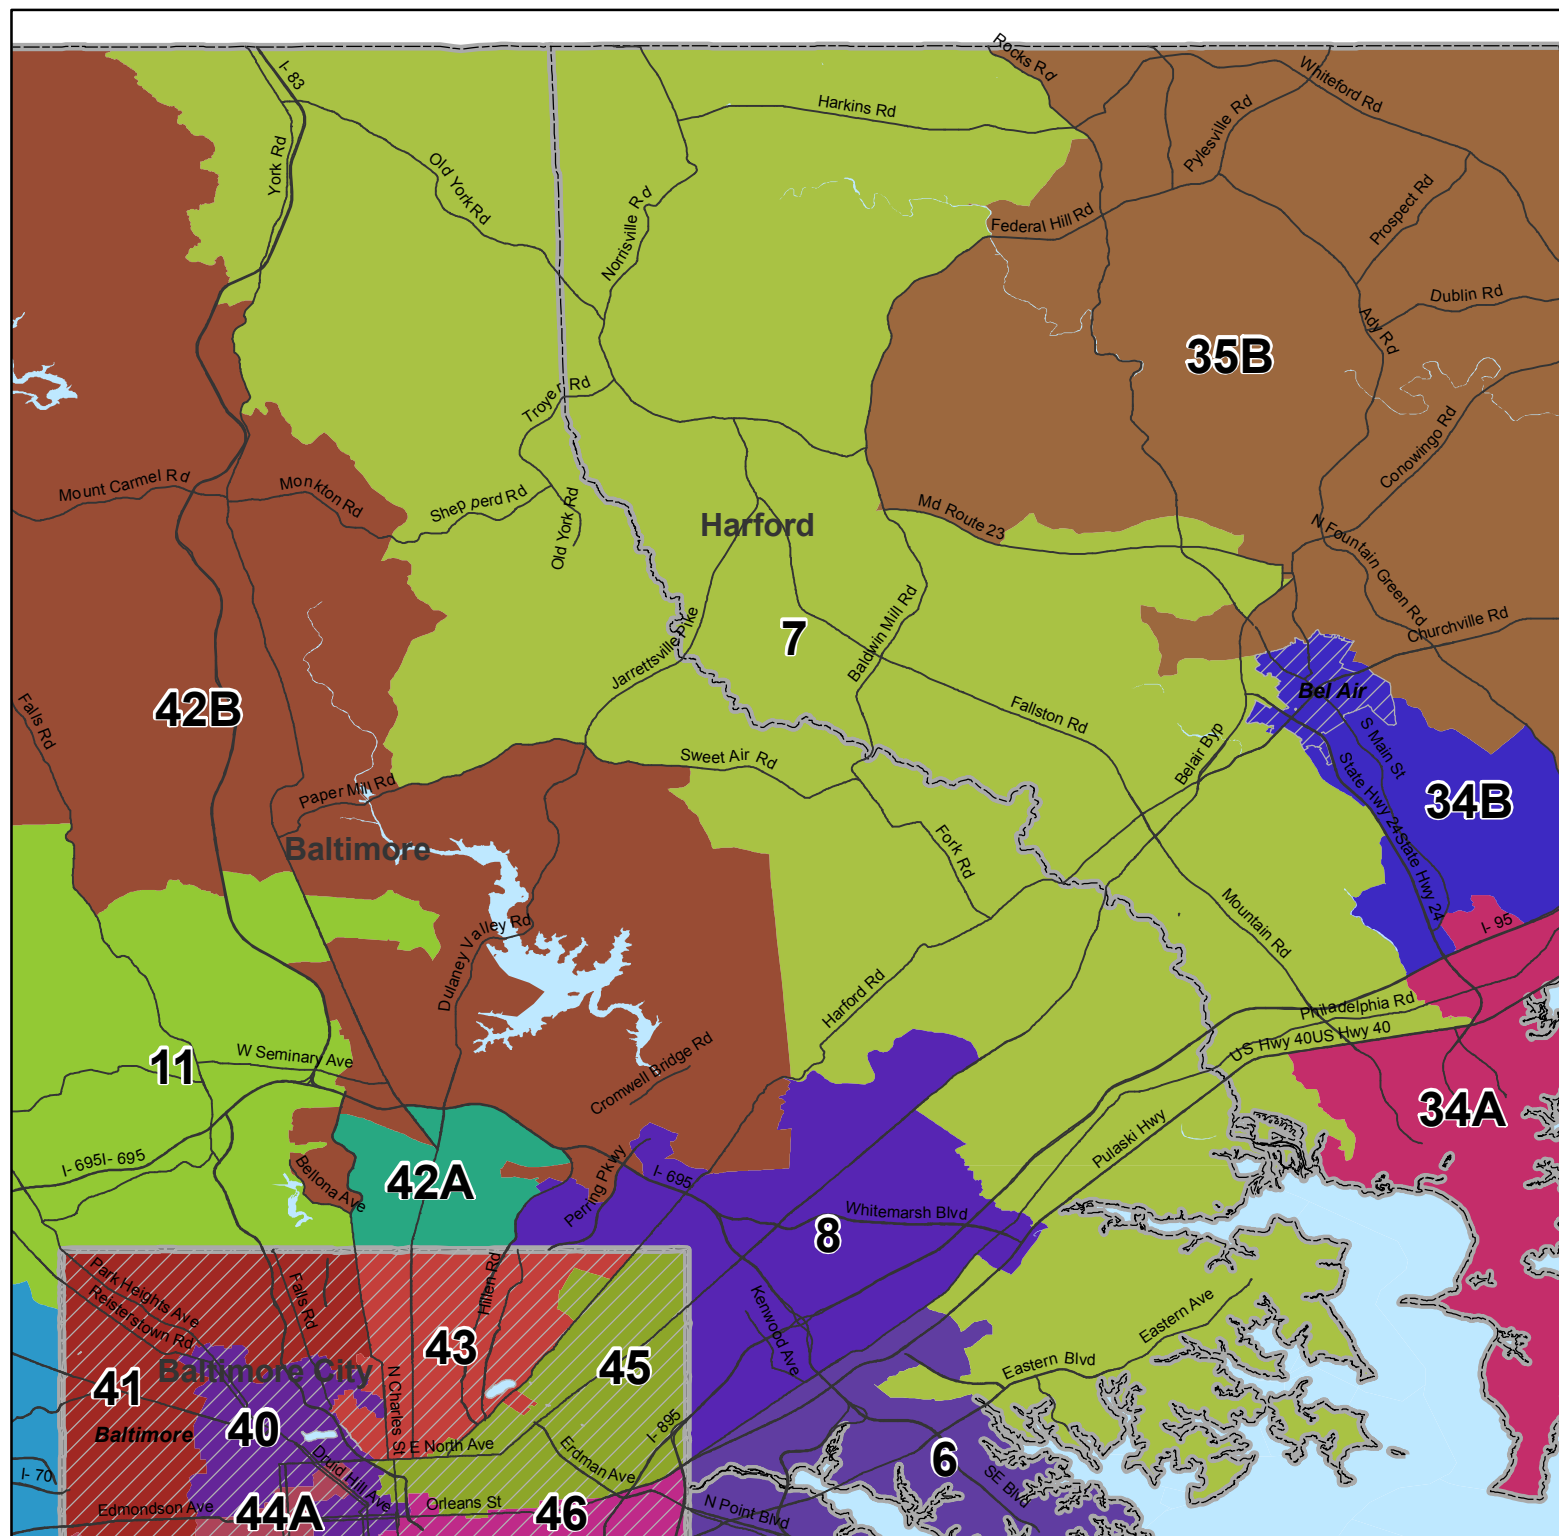 Rocks Rd
I- 83
Whiteford Rd
Harkins Rd
Pylesville Rd
York Rd
Old York Rd
Prospect Rd
Norrisville Rd
Federal Hill Rd
Dublin Rd
Ady Rd
35B
Troyer Rd
Conowingo Rd
Mount Carmel Rd
Monkton Rd
Shepperd Rd
Md Route 23
Harford
Old York Rd
N Fountain Green Rd
Baldwin Mill Rd
Churchville Rd
7
Jarrettsville Pike
Bel Air
42B
Falls Rd
Fallston Rd
S Main St
Belair Byp
Sweet Air Rd
State Hwy 24
State Hwy 24
34B
Paper Mill Rd
Baltimore
Fork Rd
Mountain Rd
I- 95
Dulaney Valley Rd
Harford Rd
Philadelphia Rd
US Hwy 40
US Hwy 40
W Seminary Ave
11
Cromwell Bridge Rd
34A
Pulaski Hwy
I- 695
I- 695
Bellona Ave
42A
Perring Pkwy
I- 695
Whitemarsh Blvd
8
Park Heights Ave
Reisterstown Rd
Falls Rd
Hillen Rd
Kenwood Ave
Eastern Ave
43
Baltimore City
45
Eastern Blvd
41
N Charles St
40
Baltimore
E North Ave
I- 895
Erdman Ave
6
I- 70
Druid Hill Ave
SE Blvd
Edmondson Ave
44A
Orleans St
46
N Point Blvd